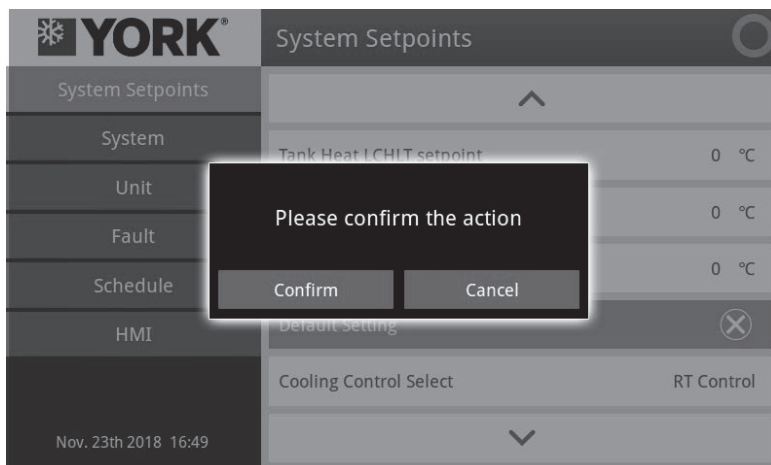 YORK®
System Setpoints
System Setpoints
System
Unit
Fault
Schedule
HMI
Nov. 23th 2018 16:49
Tank Heat LCHLT setpoint 0 °C
0 °C
0 °C
Default Setting
Cooling Control Select RT Control
Please confirm the action
Confirm Cancel